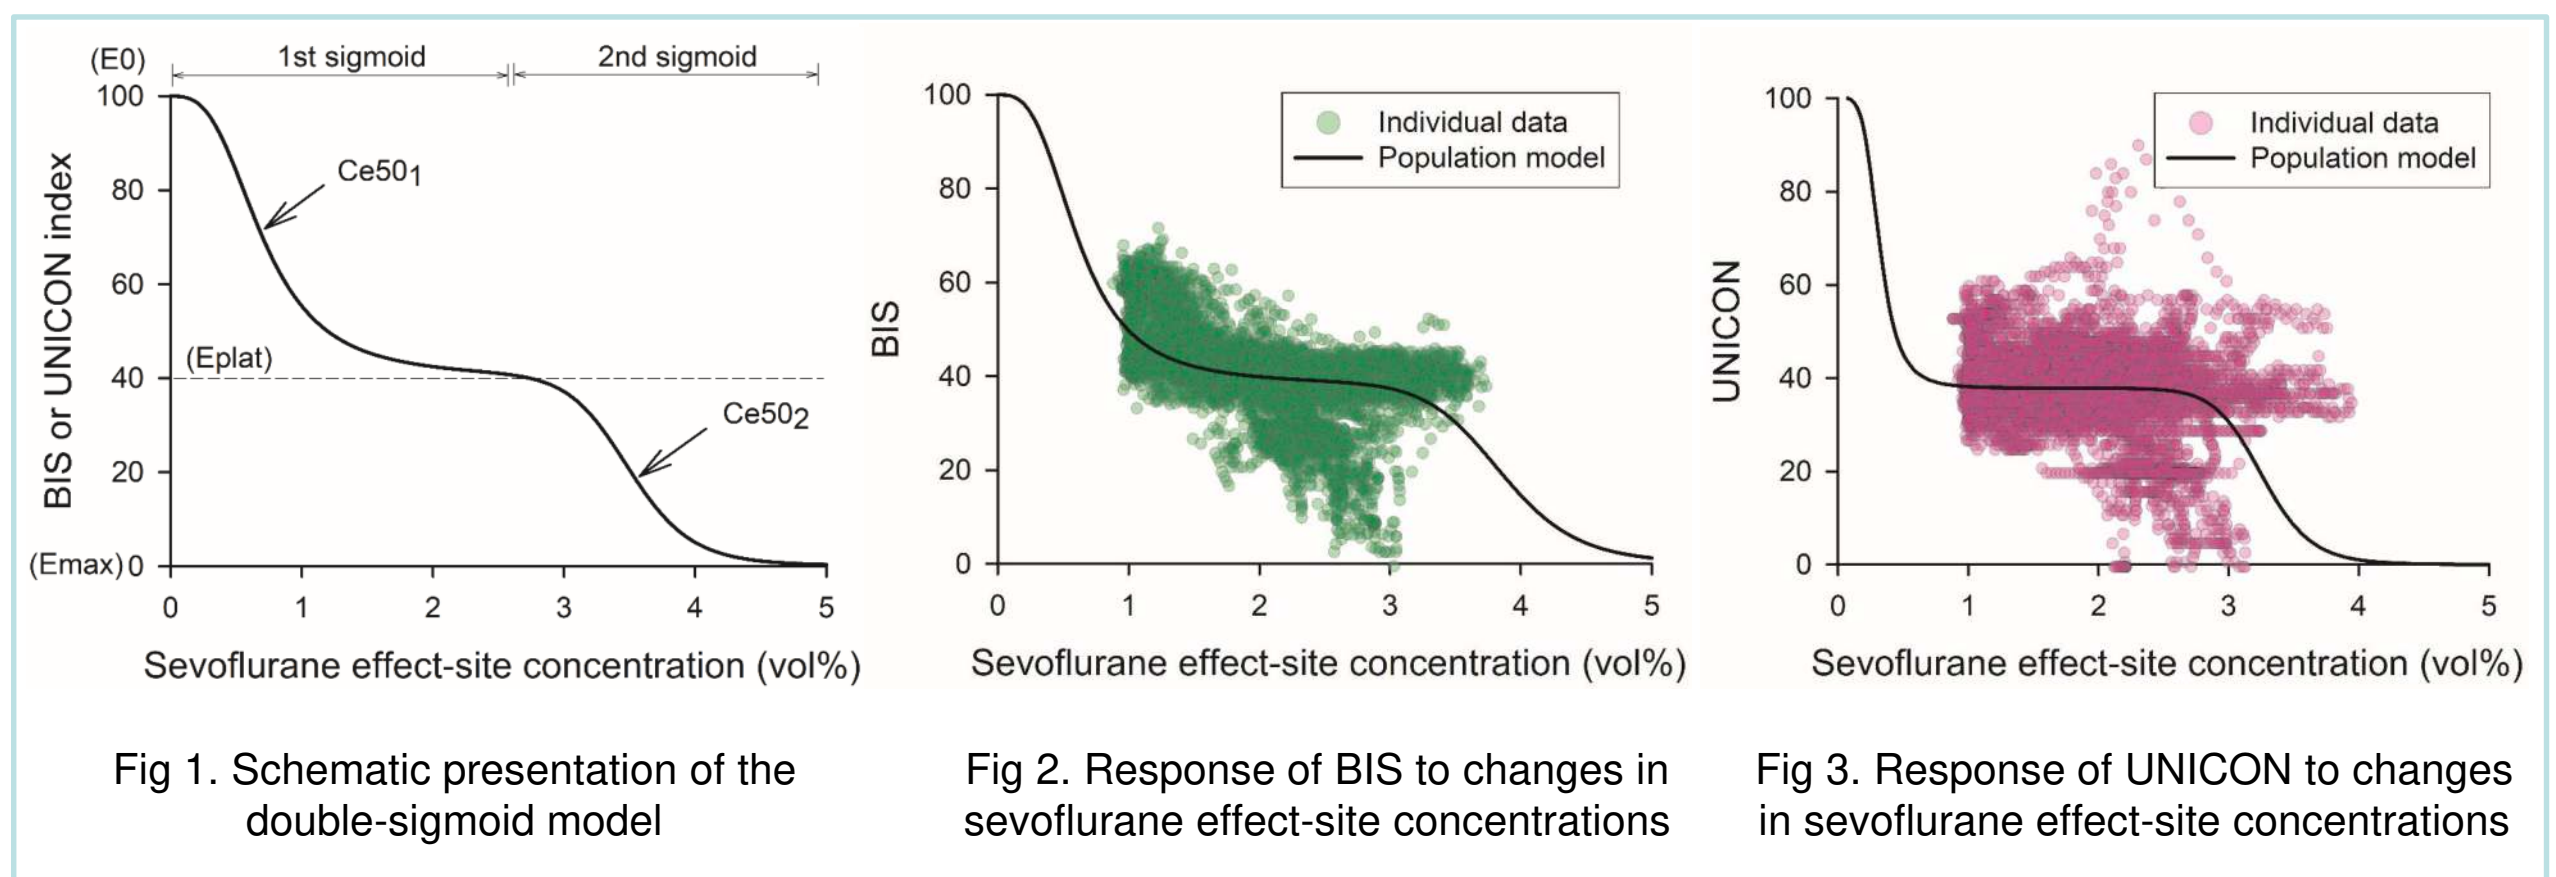 (E0)
1st sigmoid
2nd sigmoid
100
80
60
40
20
(Emax) 0
BIS or UNICON index
Ce501
(Eplat)
Ce502
0 1 2 3 4 5
Sevoflurane effect-site concentration (vol%)
Fig 1. Schematic presentation of the
double-sigmoid model
100
80
60
40
20
0
BIS
Individual data
Population model
0 1 2 3 4 5
Sevoflurane effect-site concentration (vol%)
Fig 2. Response of BIS to changes in
sevoflurane effect-site concentrations
100
80
60
40
20
0
UNICON
Individual data
Population model
0 1 2 3 4 5
Sevoflurane effect-site concentration (vol%)
Fig 3. Response of UNICON to changes
in sevoflurane effect-site concentrations